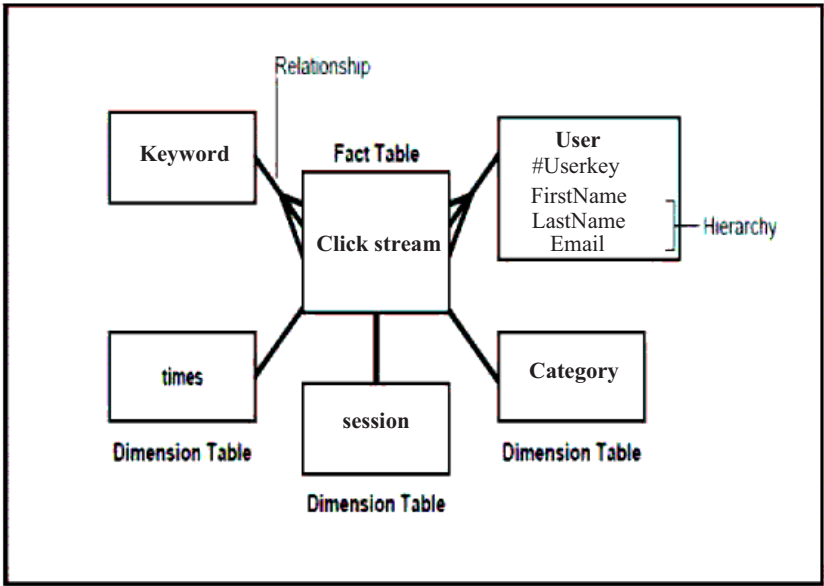 Relationship
Keyword
Fact Table
User
#Userkey
FirstName
LastName
Email
Hierarchy
Click stream
times
Category
session
Dimension Table
Dimension Table
Dimension Table